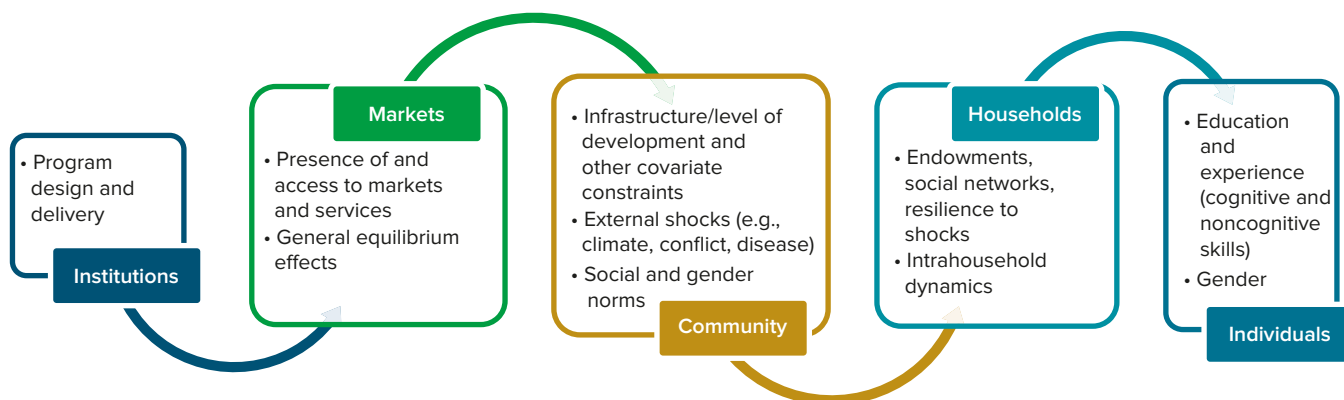 • Program
design and
delivery
Institutions
Markets
• Presence of and
access to markets
and services
• General equilibrium
effects
• Infrastructure/level of
development and
other covariate
constraints
• External shocks (e.g.,
climate, conflict, disease)
• Social and gender
norms
Community
Households
• Endowments,
social networks,
resilience to
shocks
• Intrahousehold
dynamics
• Education
and
experience
(cognitive and
noncognitive
skills)
• Gender
Individuals